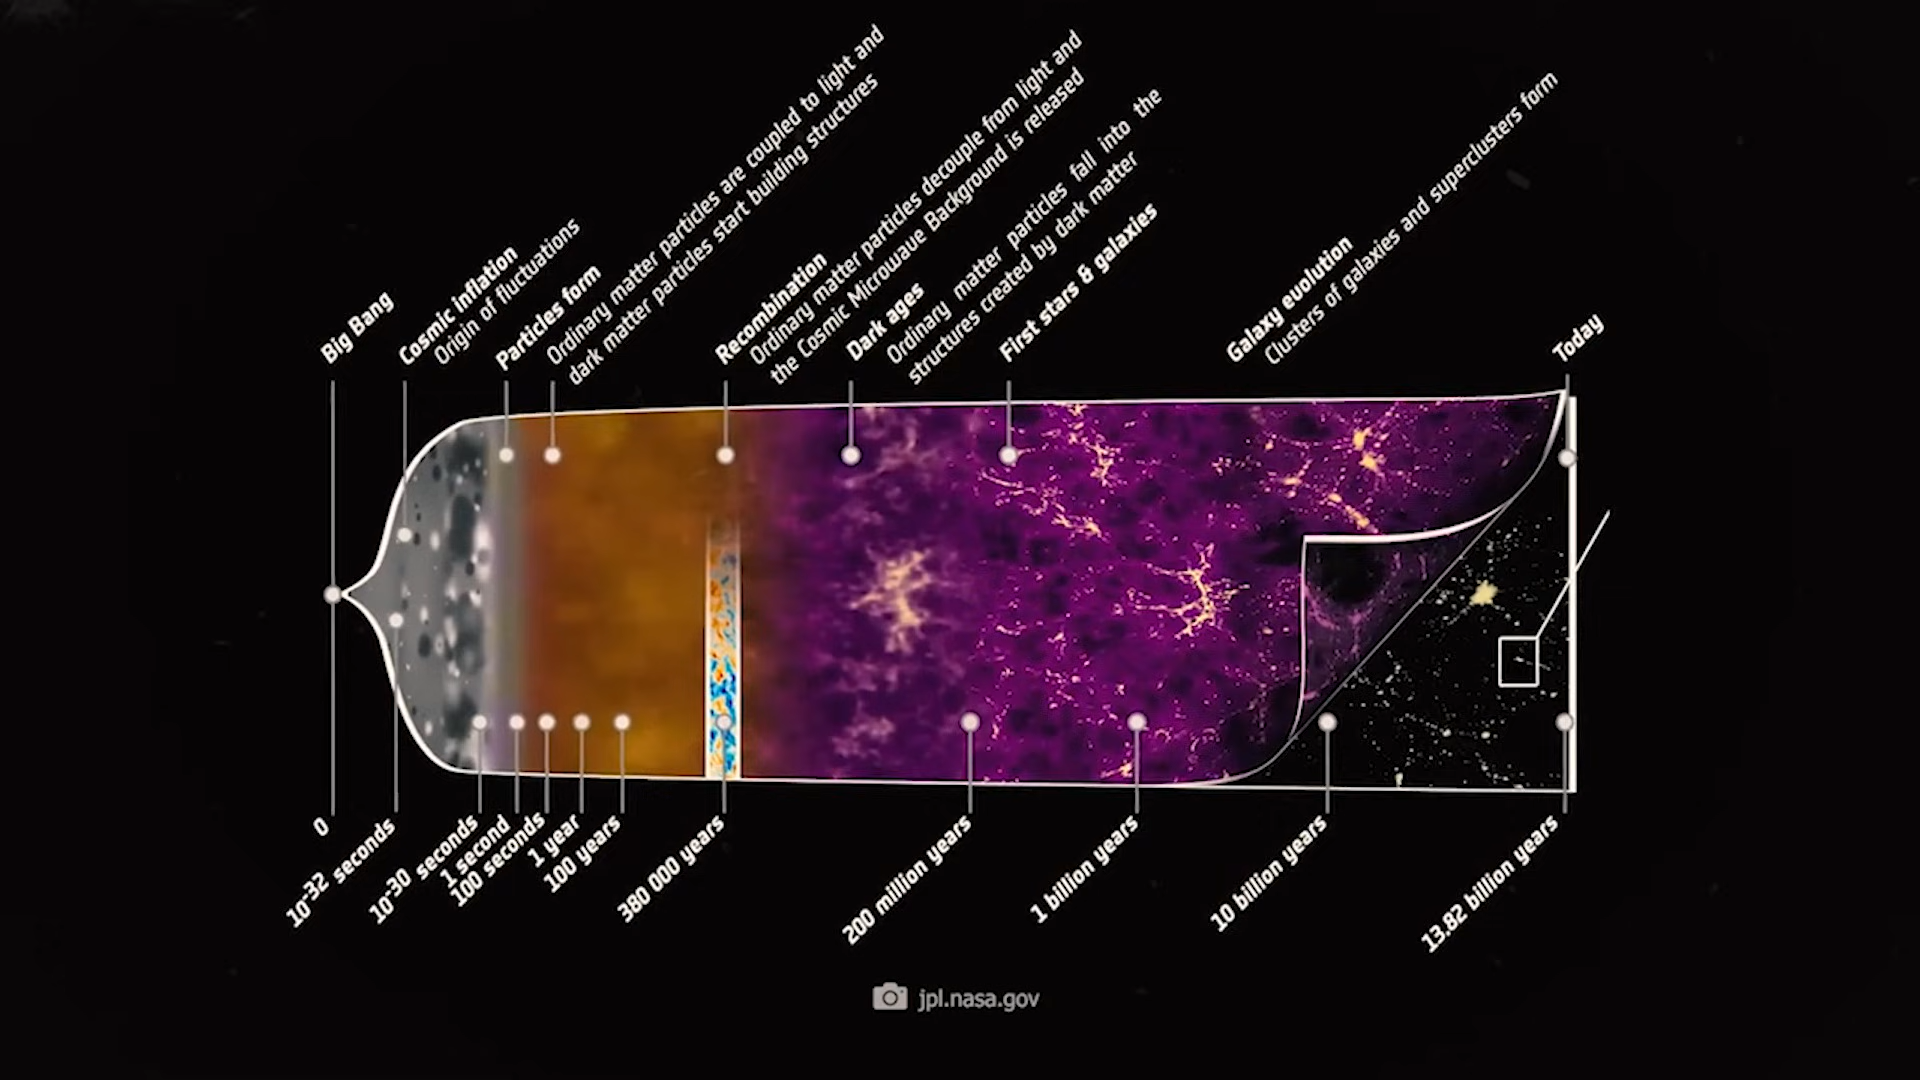 Big Bang
Cosmic inflation
Origin of fluctuations
Particles form
Ordinary matter particles are coupled to light and
dark matter particles start building structures
Recombination
Ordinary matter particles decouple from light and
the Cosmic Microwave Background is released
Dark ages
Ordinary matter particles fall into the
structures created by dark matter
First stars & galaxies
Galaxy evolution
Clusters of galaxies and superclusters form
Today
0
10-32 seconds
10-30 seconds
1 second
100 seconds
1 year
100 years
380 000 years
200 million years
1 billion years
10 billion years
13,82 billion years
jpl.nasa.gov